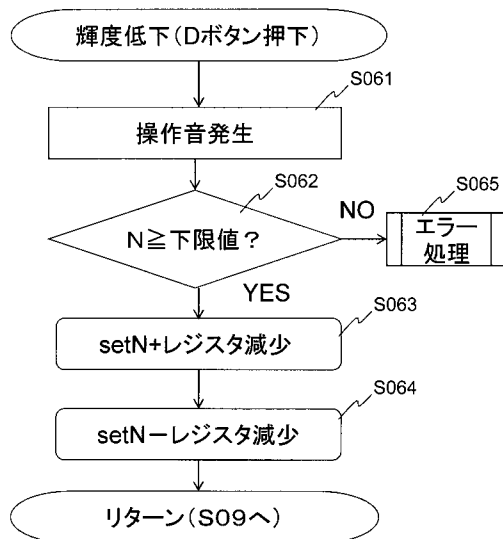 輝度低下(Dボタン押下)
S061
操作音発生
S062
N≧下限値?
NO
S065
エラー
処理
YES
S063
setN+レジスタ減少
S064
setN−レジスタ減少
リターン(S09へ)